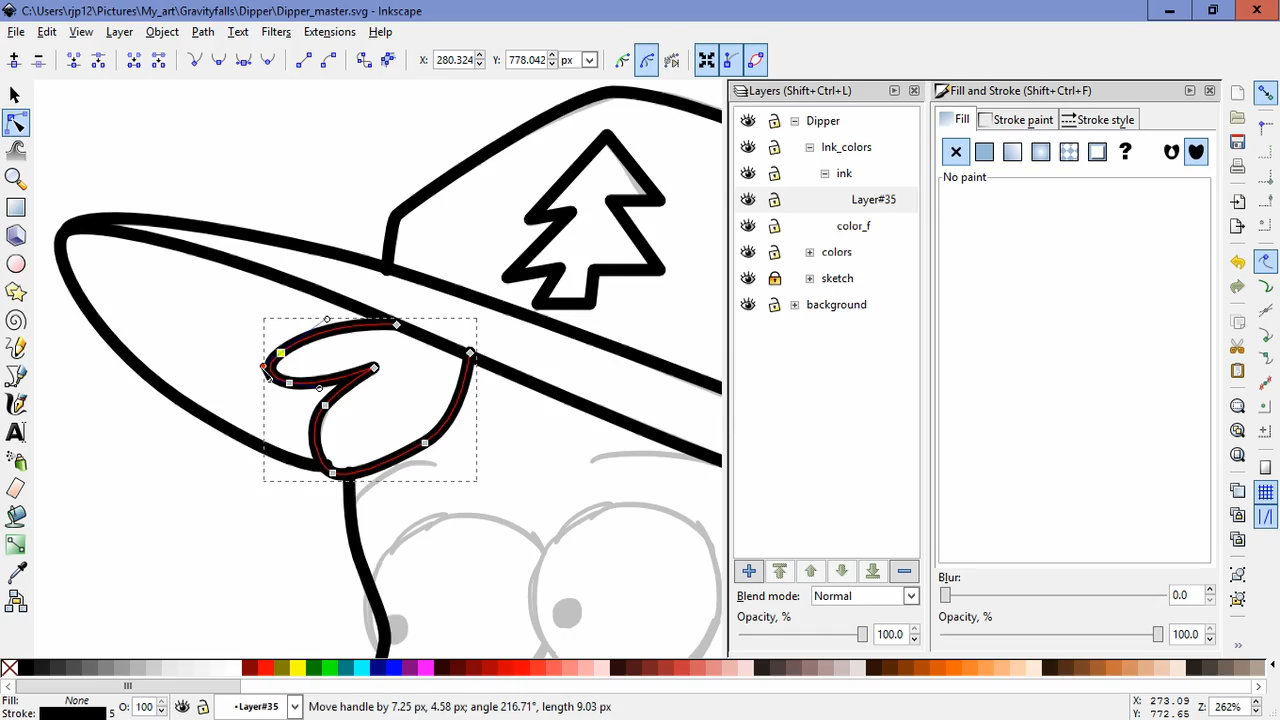 C:\Users\rjp12\Pictures\My_art\Gravityfalls\Dipper\Dipper_master.svg - Inkscape
File Edit View Layer Object Path Text Filters Extensions Help
X: 280.324 Y: 778.042 px
Layers (Shift+Ctrl+L)
Fill and Stroke (Shift+Ctrl+F)
Dipper
Ink_colors
ink
Layer#35
color_f
colors
sketch
background
Fill Stroke paint Stroke style
?
No paint
Blend mode: Normal
Opacity, %
100.0
Blur:
0.0
Opacity, %
100.0
Fill: None
Stroke: 5
O: 100
•Layer#35
Move handle by 7.25 px, 4.58 px; angle 216.71°, length 9.03 px
X: 273.09
Y: 772.65
Z: 262%